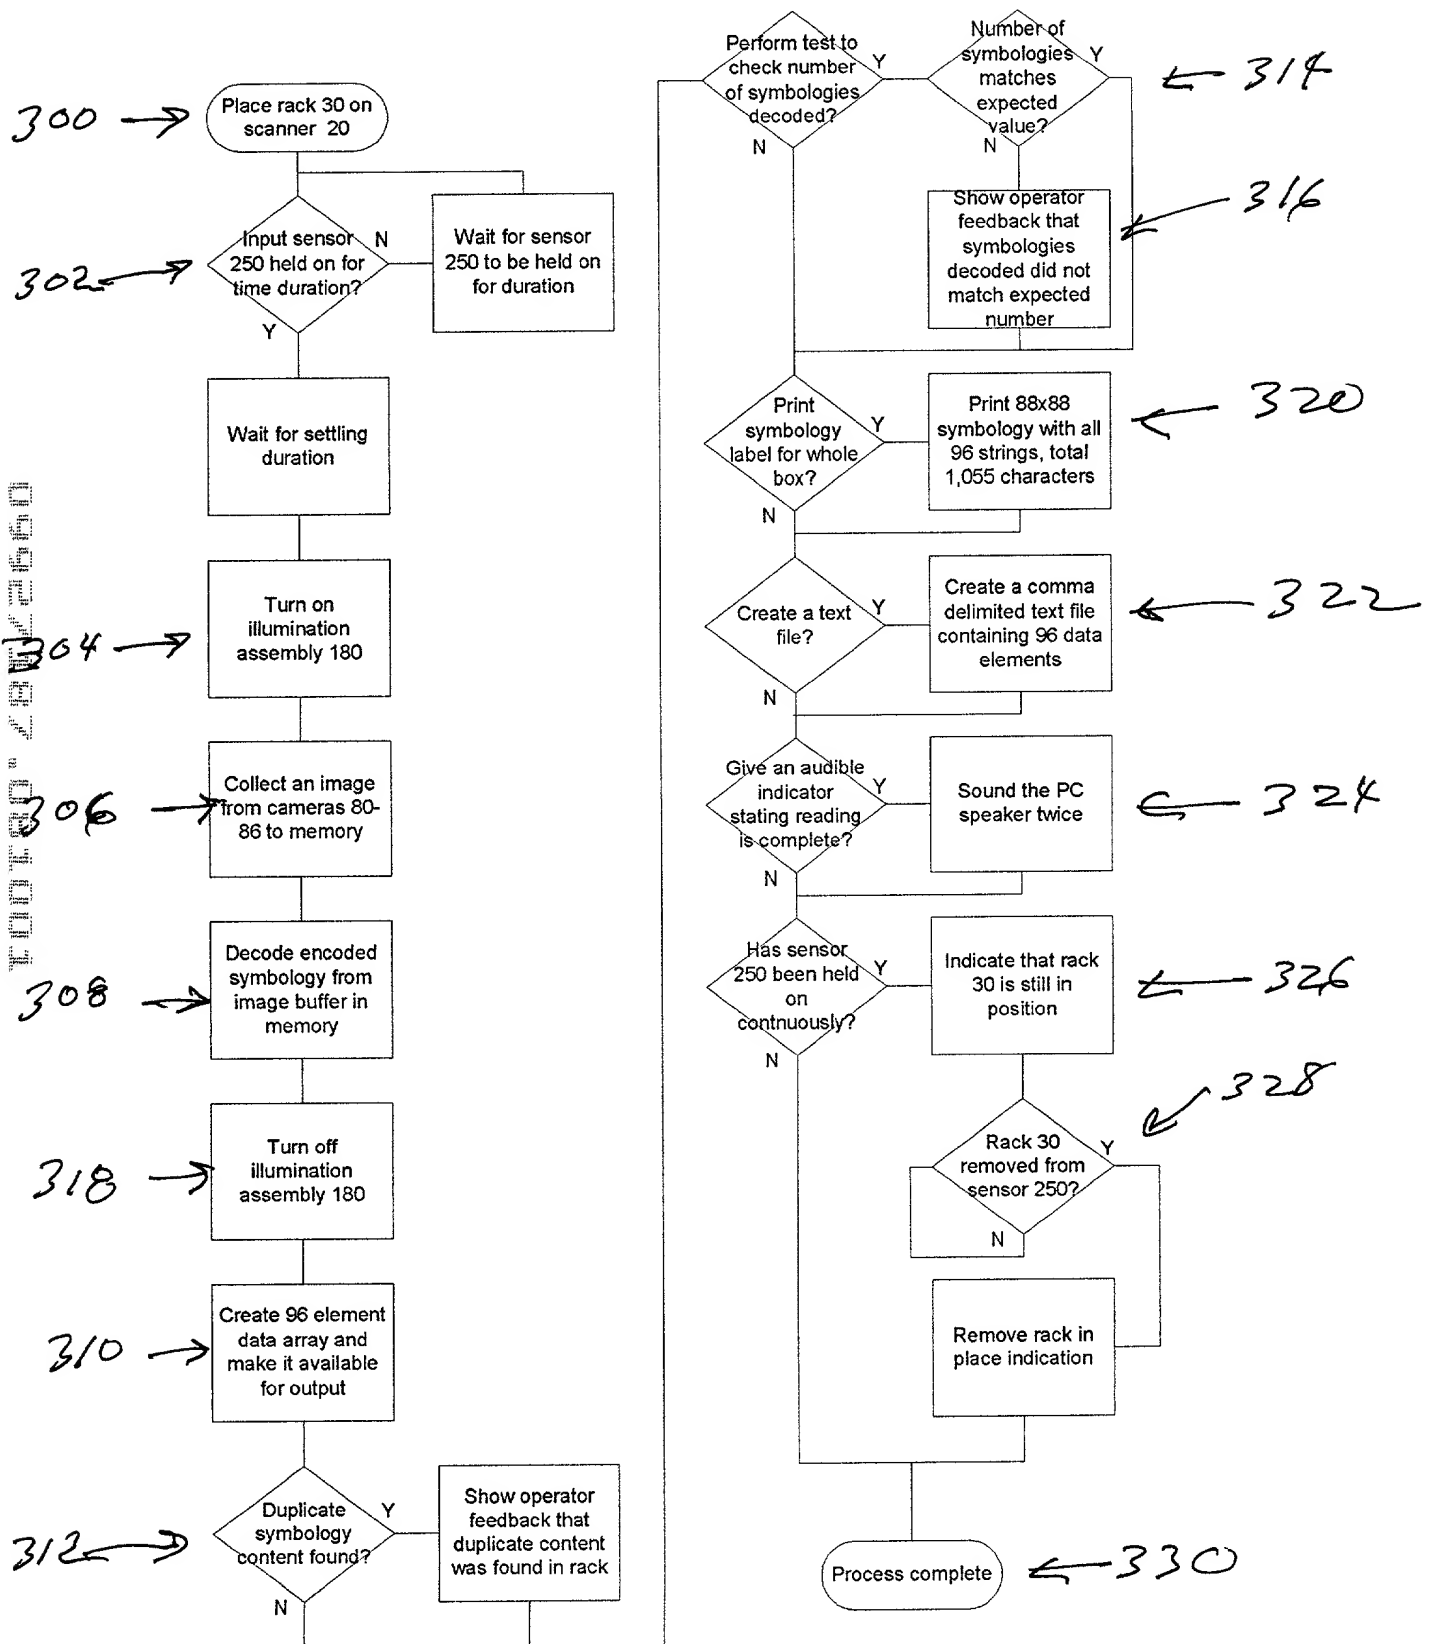 300
Place rack 30 on
scanner 20
302
Input sensor
250 held on for
time duration?
N
Y
Wait for sensor
250 to be held on
for duration
Wait for settling
duration
304
Turn on
illumination
assembly 180
306
Collect an image
from cameras 80-
86 to memory
308
Decode encoded
symbology from
image buffer in
memory
318
Turn off
illumination
assembly 180
310
Create 96 element
data array and
make it available
for output
312
Duplicate
symbology
content found?
Y
N
Show operator
feedback that
duplicate content
was found in rack
Perform test to
check number
of symbologies
decoded?
Y
N
Number of
symbologies
matches
expected
value?
Y
N
314
Show operator
feedback that
symbologies
decoded did not
match expected
number
316
Print
symbology
label for whole
box?
Y
N
Print 88x88
symbology with all
96 strings, total
1,055 characters
320
Create a text
file?
Y
N
Create a comma
delimited text file
containing 96 data
elements
322
Give an audible
indicator
stating reading
is complete?
Y
N
Sound the PC
speaker twice
324
Has sensor
250 been held
on
contnuously?
Y
N
Indicate that rack
30 is still in
position
326
Rack 30
removed from
sensor 250?
Y
N
328
Remove rack in
place indication
Process complete
330